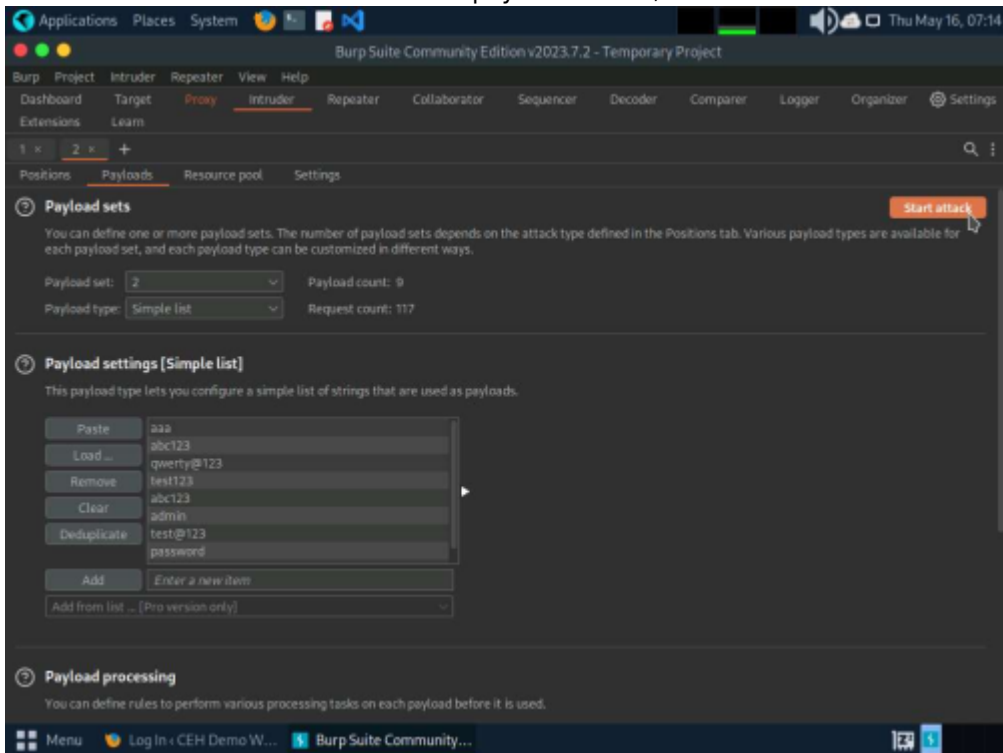 Applications Places System Thu May 16, 07:14
Burp Suite Community Edition v2023.7.2 - Temporary Project
Burp Project Intruder Repeater View Help
Dashboard Target Proxy Intruder Repeater Collaborator Sequencer Decoder Comparer Logger Organizer Settings
Extensions Learn
1 × 2 × +
Positions Payloads Resource pool Settings
? Payload sets Start attack
You can define one or more payload sets. The number of payload sets depends on the attack type defined in the Positions tab. Various payload types are available for
each payload set, and each payload type can be customized in different ways.
Payload set: 2 Payload count: 9
Payload type: Simple list Request count: 117
? Payload settings [Simple list]
This payload type lets you configure a simple list of strings that are used as payloads.
Paste aaa
abc123
Load ... qwerty@123
Remove test123
abc123
Clear admin
Deduplicate test@123
password
Add Enter a new item
Add from list ... [Pro version only]
? Payload processing
You can define rules to perform various processing tasks on each payload before it is used.
Menu Log In ‹ CEH Demo W... Burp Suite Community...